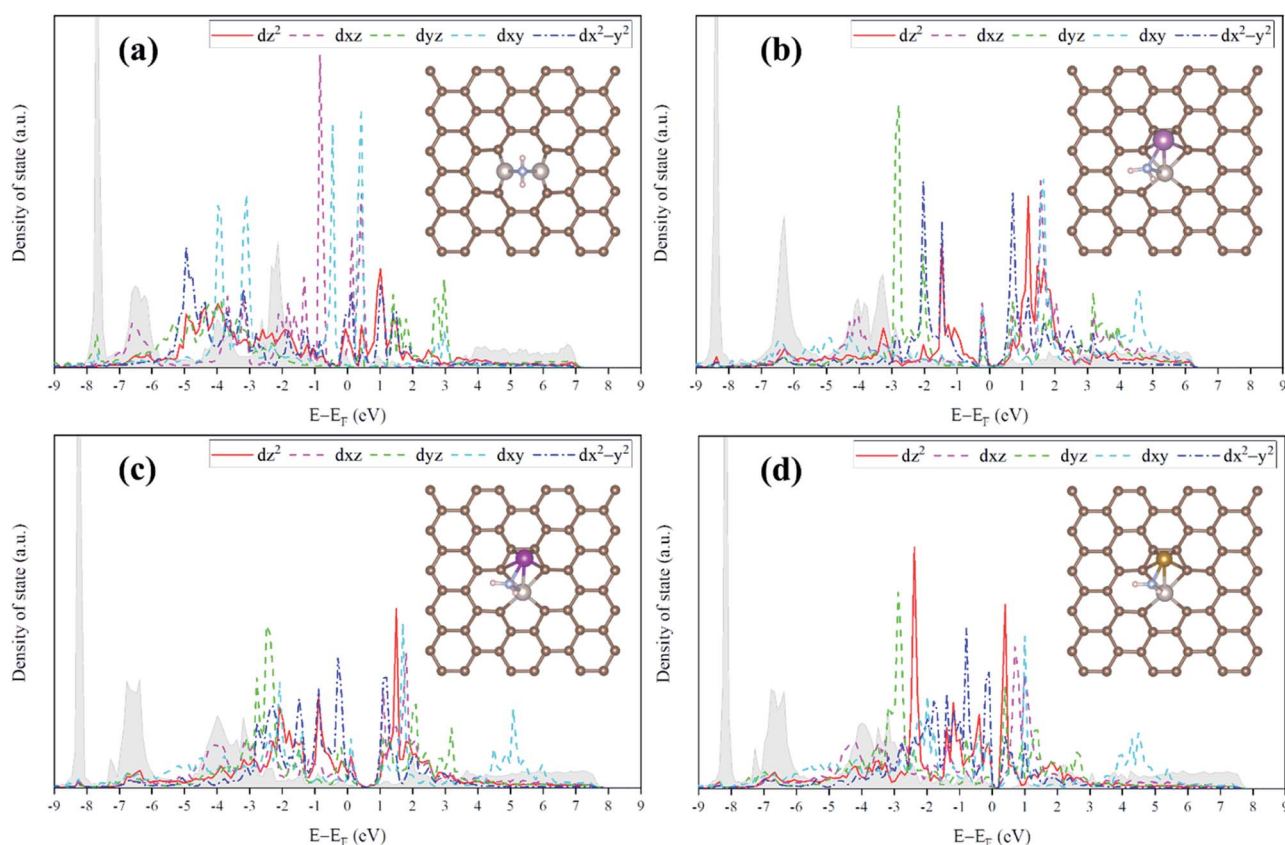 (a)
dz² dxz dyz dxy dx²−y²
Density of state (a.u.)
-9 -8 -7 -6 -5 -4 -3 -2 -1 0 1 2 3 4 5 6 7 8 9
E−E_F (eV)
(b)
dz² dxz dyz dxy dx²−y²
Density of state (a.u.)
-9 -8 -7 -6 -5 -4 -3 -2 -1 0 1 2 3 4 5 6 7 8 9
E−E_F (eV)
(c)
dz² dxz dyz dxy dx²−y²
Density of state (a.u.)
-9 -8 -7 -6 -5 -4 -3 -2 -1 0 1 2 3 4 5 6 7 8 9
E−E_F (eV)
(d)
dz² dxz dyz dxy dx²−y²
Density of state (a.u.)
-9 -8 -7 -6 -5 -4 -3 -2 -1 0 1 2 3 4 5 6 7 8 9
E−E_F (eV)